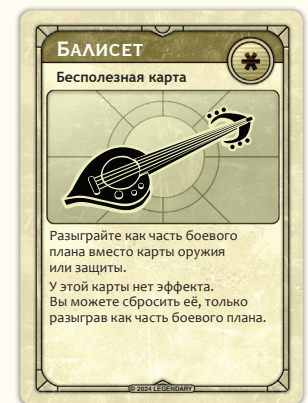 Балисет
Бесполезная карта
Разыграйте как часть боевого
плана вместо карты оружия
или защиты.
У этой карты нет эффекта.
Вы можете сбросить её, только
разыграв как часть боевого плана.
© 2024 LEGENDARY